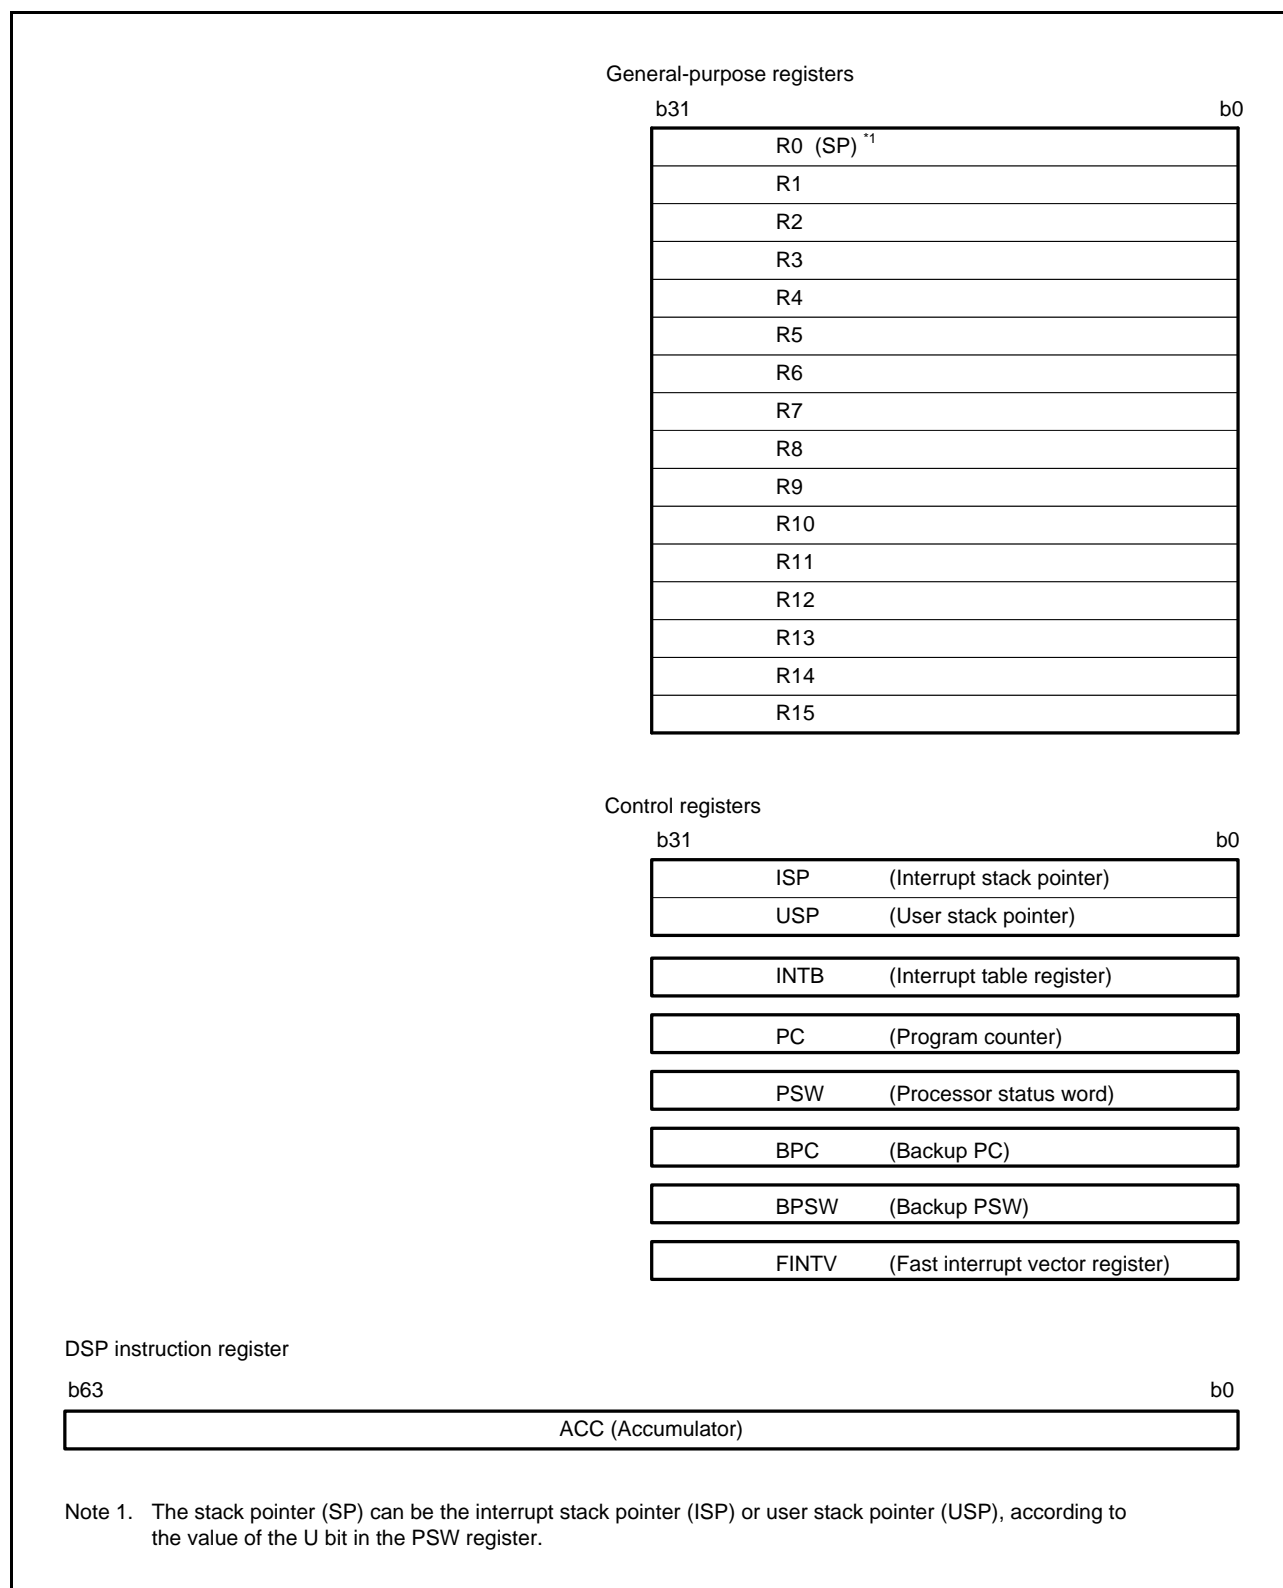 General-purpose registers
b31 b0
R0 (SP) *1
R1
R2
R3
R4
R5
R6
R7
R8
R9
R10
R11
R12
R13
R14
R15
Control registers
b31 b0
ISP (Interrupt stack pointer)
USP (User stack pointer)
INTB (Interrupt table register)
PC (Program counter)
PSW (Processor status word)
BPC (Backup PC)
BPSW (Backup PSW)
FINTV (Fast interrupt vector register)
DSP instruction register
b63 b0
ACC (Accumulator)
Note 1. The stack pointer (SP) can be the interrupt stack pointer (ISP) or user stack pointer (USP), according to
the value of the U bit in the PSW register.